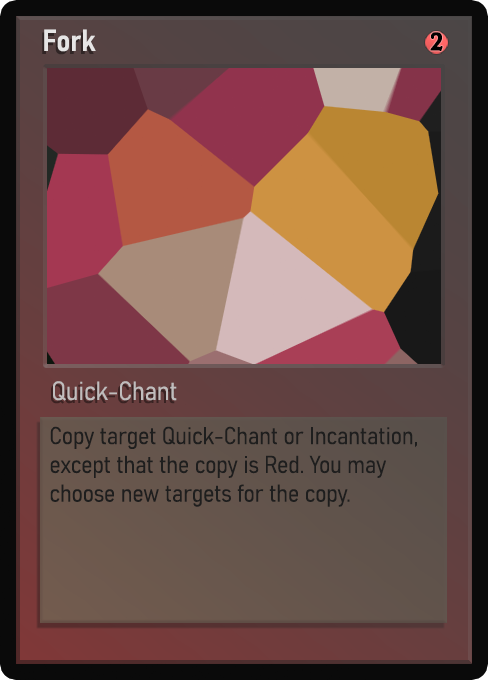 Fork
2
Quick-Chant
Copy target Quick-Chant or Incantation,
except that the copy is Red. You may
choose new targets for the copy.